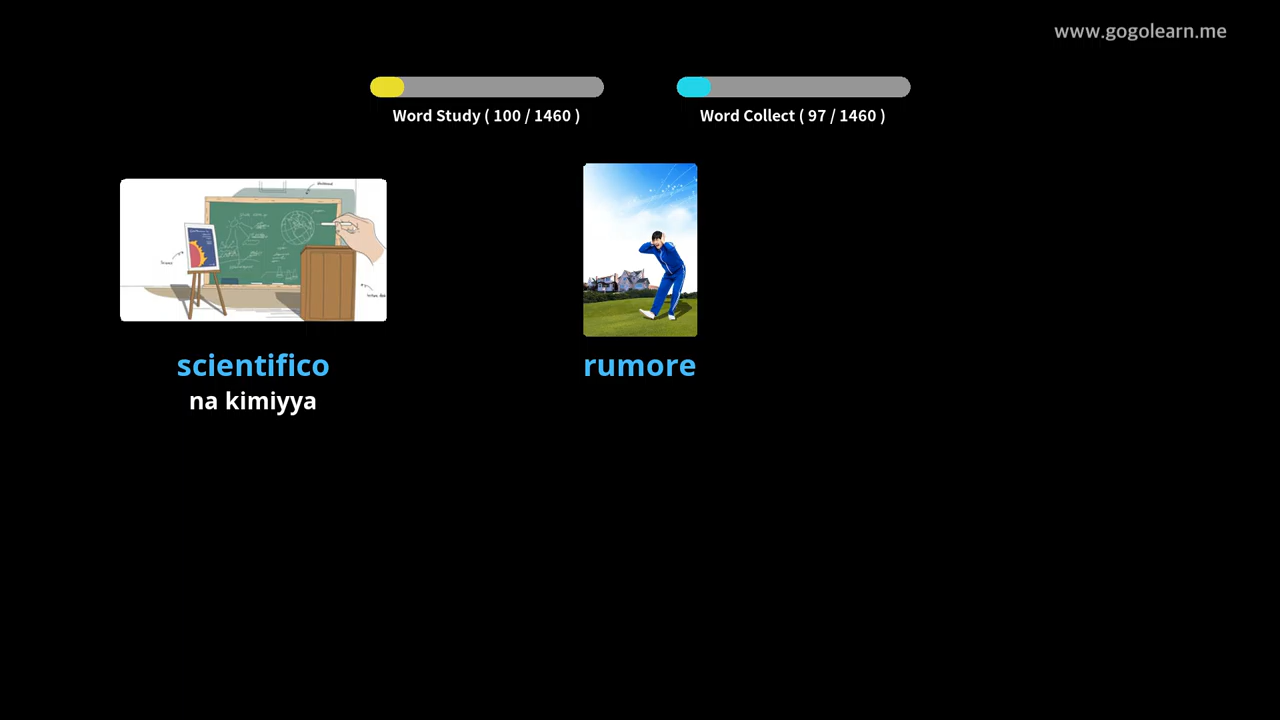 www.gogolearn.me
Word Study ( 100 / 1460 )
Word Collect ( 97 / 1460 )
scientifico
na kimiyya
rumore